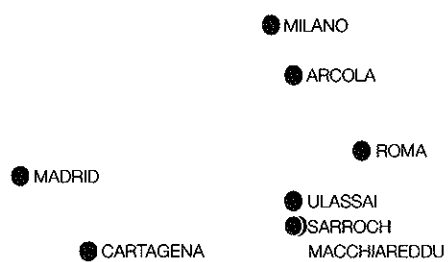 MILANO
ARCOLA
ROMA
MADRID
ULASSAI
SARROCH
MACCHIAREDDU
CARTAGENA